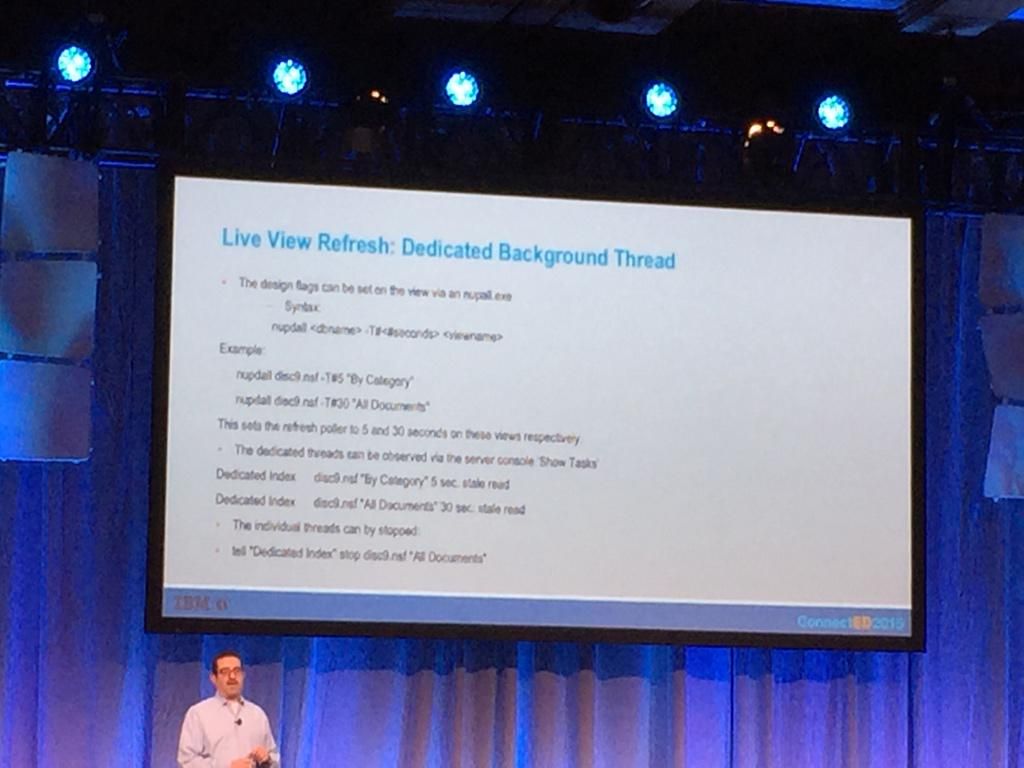 Live View Refresh: Dedicated Background Thread
• The design flags can be set on the view via an nupall.exe
– Syntax:
nupdall <dbname> -T#<#seconds> <viewname>
Example:
nupdall disc9.nsf -T#5 "By Category"
nupdall disc9.nsf -T#30 "All Documents"
This sets the refresh poller to 5 and 30 seconds on these views respectively
• The dedicated threads can be observed via the server console 'Show Tasks'
Dedicated Index disc9.nsf "By Category" 5 sec. stale read
Dedicated Index disc9.nsf "All Documents" 30 sec. stale read
• The individual threads can by stopped:
• tell "Dedicated Index" stop disc9.nsf "All Documents"
IBM
ConnectED2015